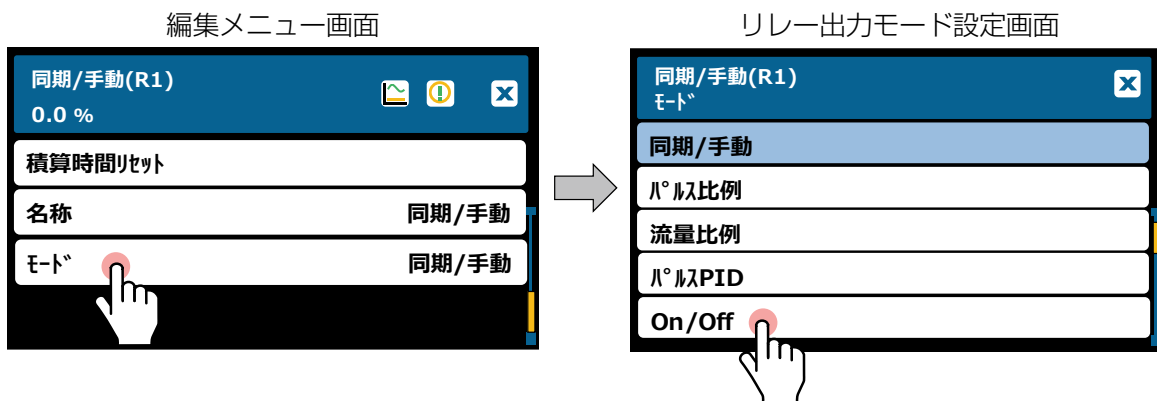 編集メニュー画面
同期/手動(R1)
0.0 %
積算時間ﾘｾｯﾄ
名称 同期/手動
ﾓｰﾄﾞ 同期/手動
リレー出力モード設定画面
同期/手動(R1)
ﾓｰﾄﾞ
同期/手動
ﾊﾟﾙｽ比例
流量比例
ﾊﾟﾙｽPID
On/Off